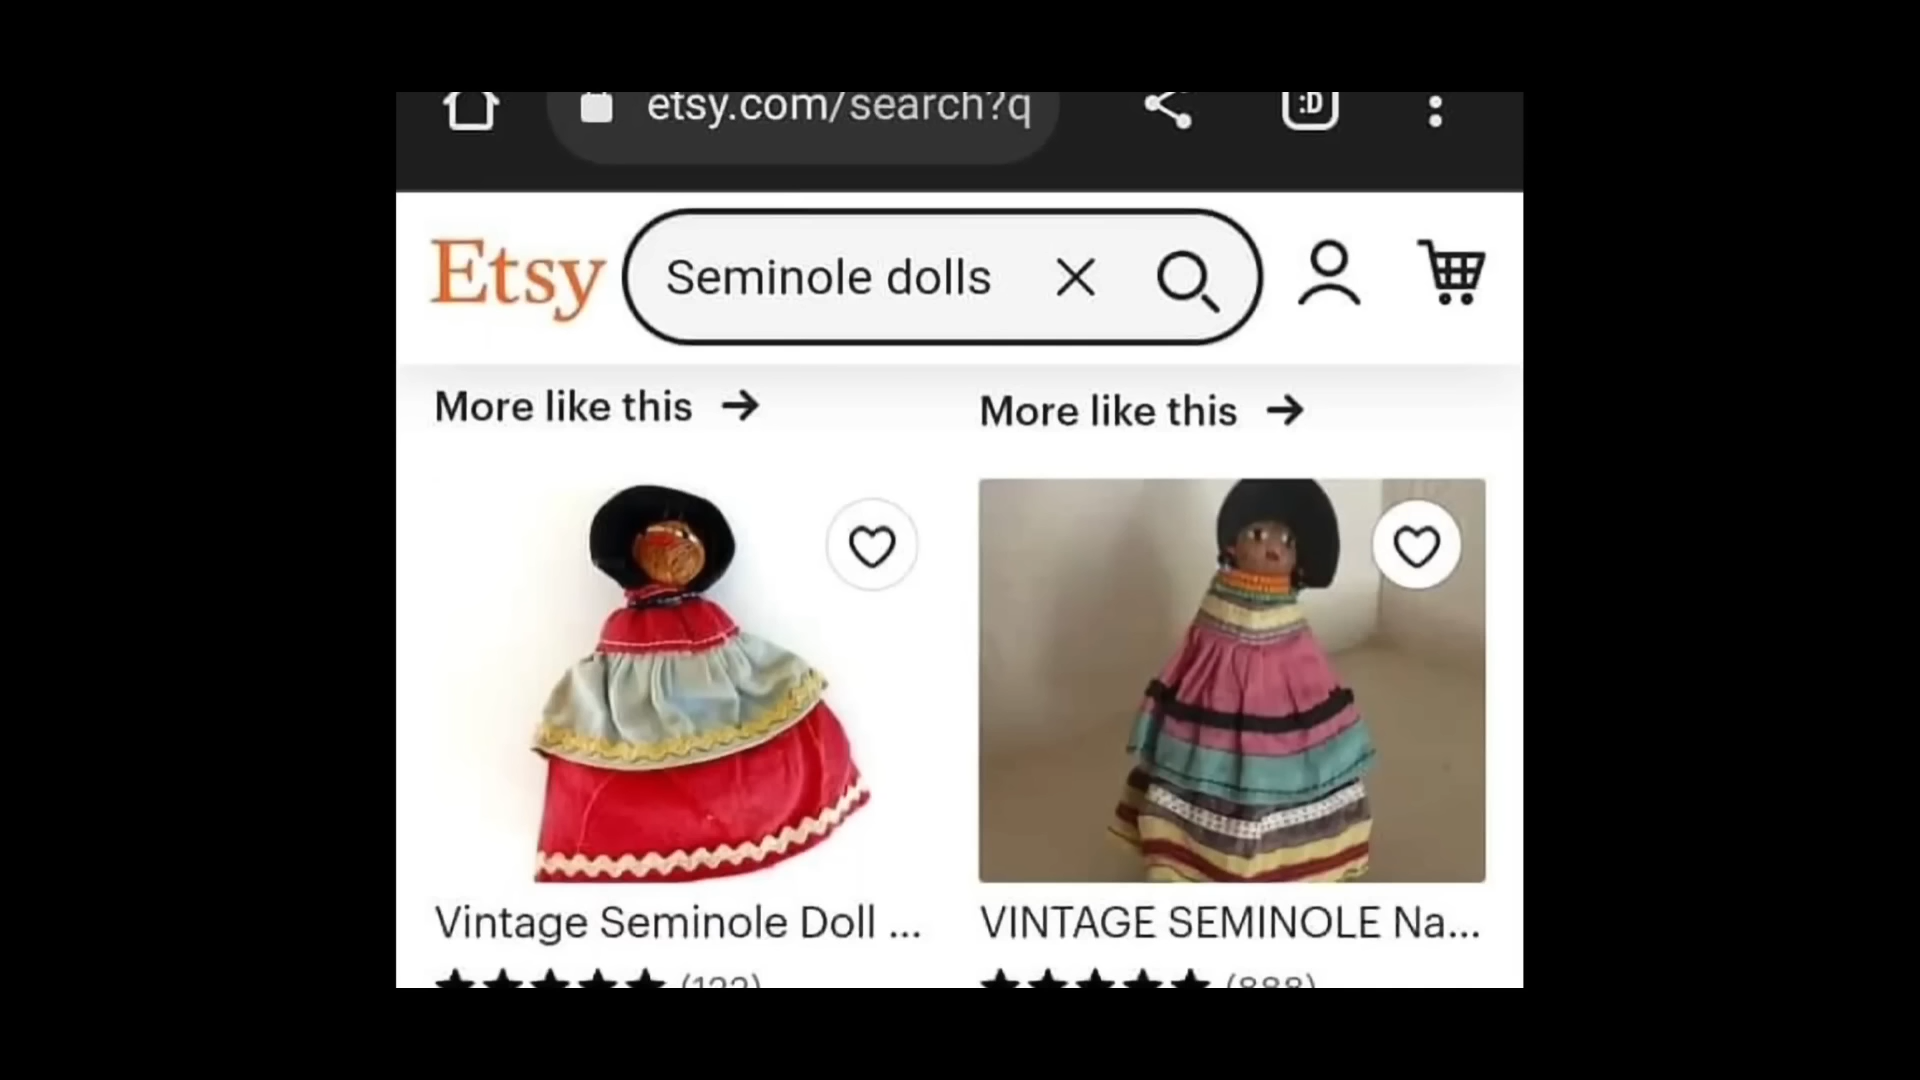 etsy.com/search?q
:D
Etsy
Seminole dolls
More like this
More like this
Vintage Seminole Doll ...
VINTAGE SEMINOLE Na...